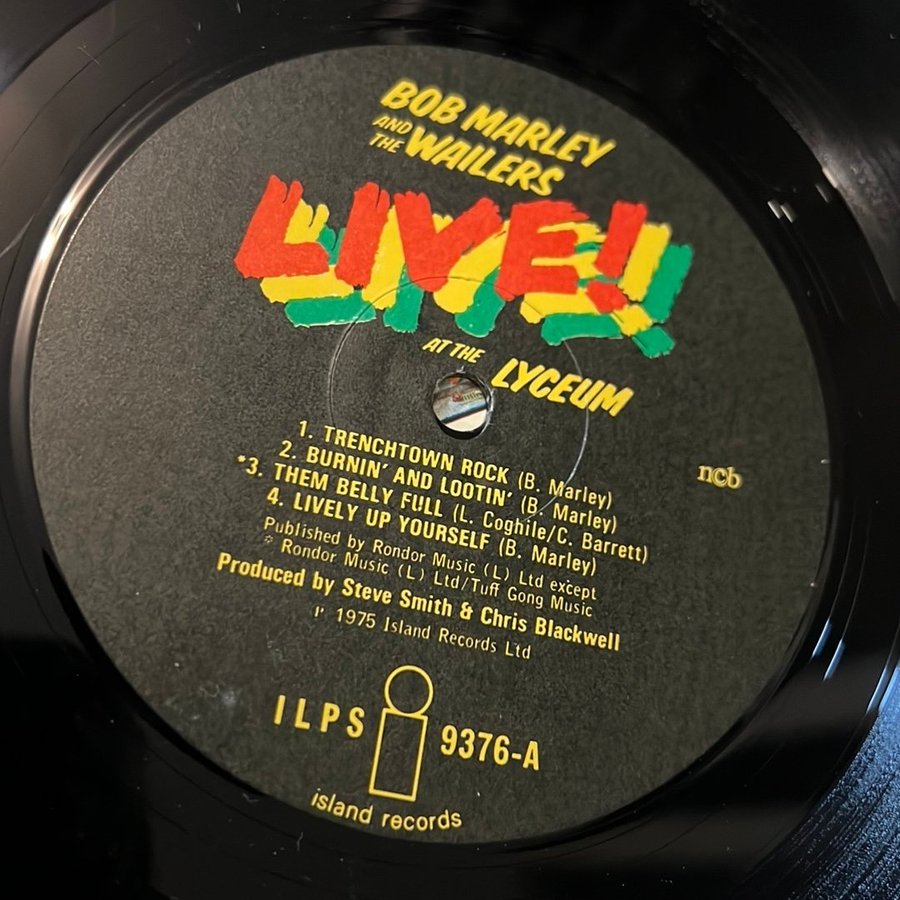 BOB MARLEY
AND
THE WAILERS
LIVE!
AT THE LYCEUM
1. TRENCHTOWN ROCK (B. Marley)
2. BURNIN' AND LOOTIN' (B. Marley)
*3. THEM BELLY FULL (L. Coghile/C. Barrett)
4. LIVELY UP YOURSELF (B. Marley)
Published by Rondor Music (L) Ltd except
* Rondor Music (L) Ltd/Tuff Gong Music
Produced by Steve Smith & Chris Blackwell
℗ 1975 Island Records Ltd
ncb
ILPS 9376-A
island records